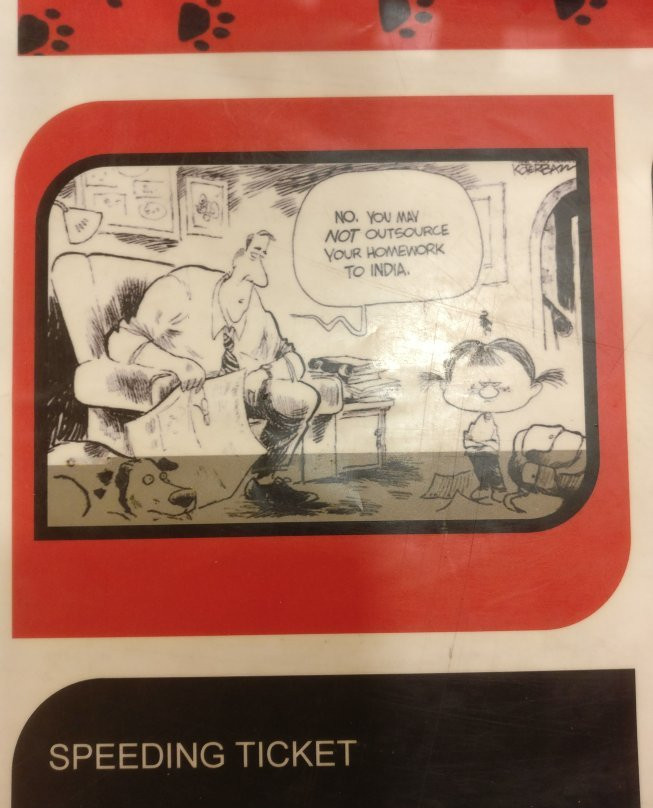 NO. YOU MAY
NOT OUTSOURCE
YOUR HOMEWORK
TO INDIA.
SPEEDING TICKET